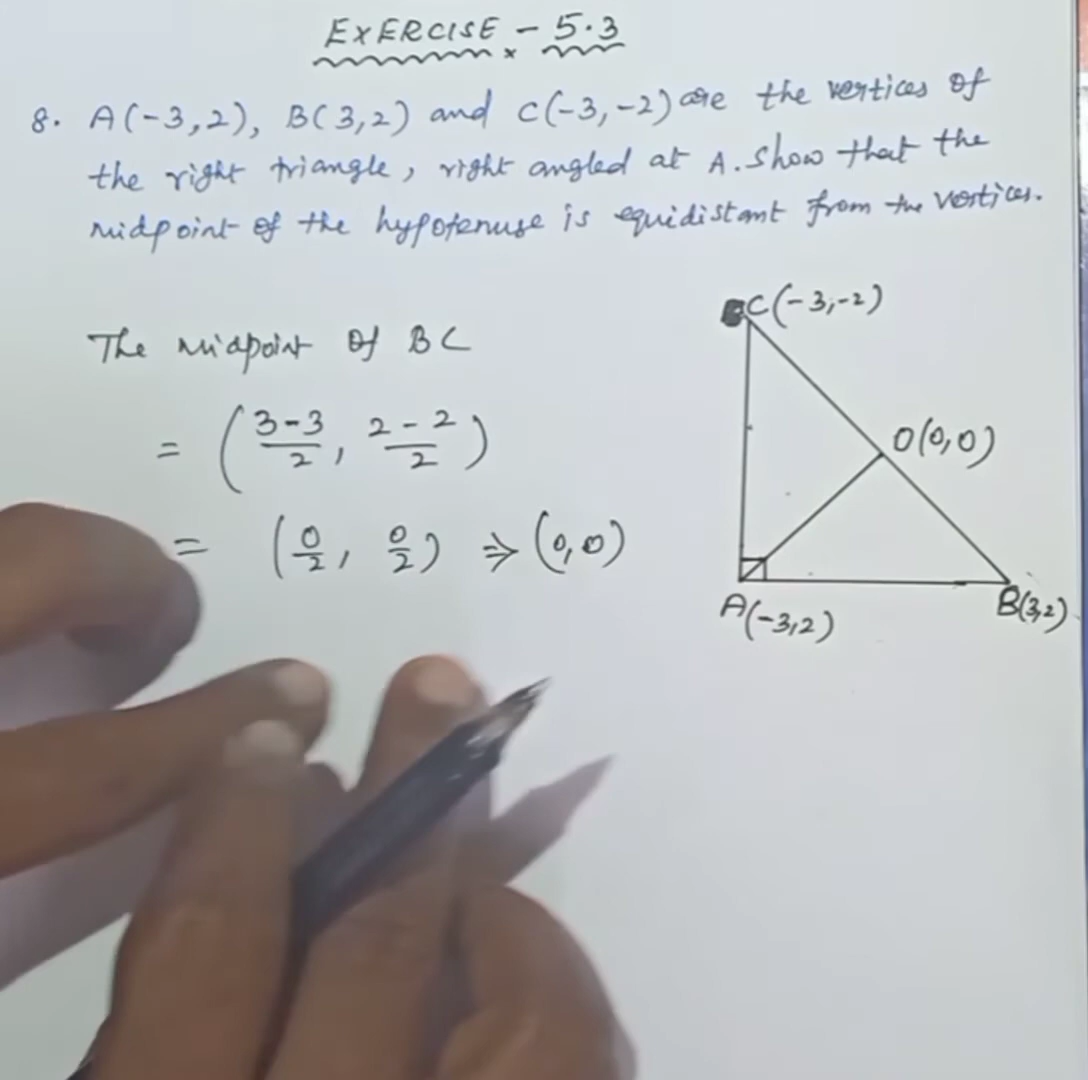 EXERCISE - 5.3
8. A(-3,2), B(3,2) and C(-3,-2) are the vertices of
the right triangle, right angled at A. Show that the
midpoint of the hypotenuse is equidistant from the vertices.
The midpoint of BC
= (3-3/2, 2-2/2)
= (0/2, 0/2) ⇒ (0,0)
C(-3,-2)
O(0,0)
A(-3,2)
B(3,2)